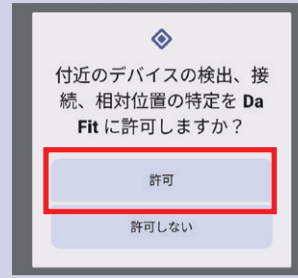 付近のデバイスの検出、接
続、相対位置の特定を Da
Fit に許可しますか？
許可
許可しない